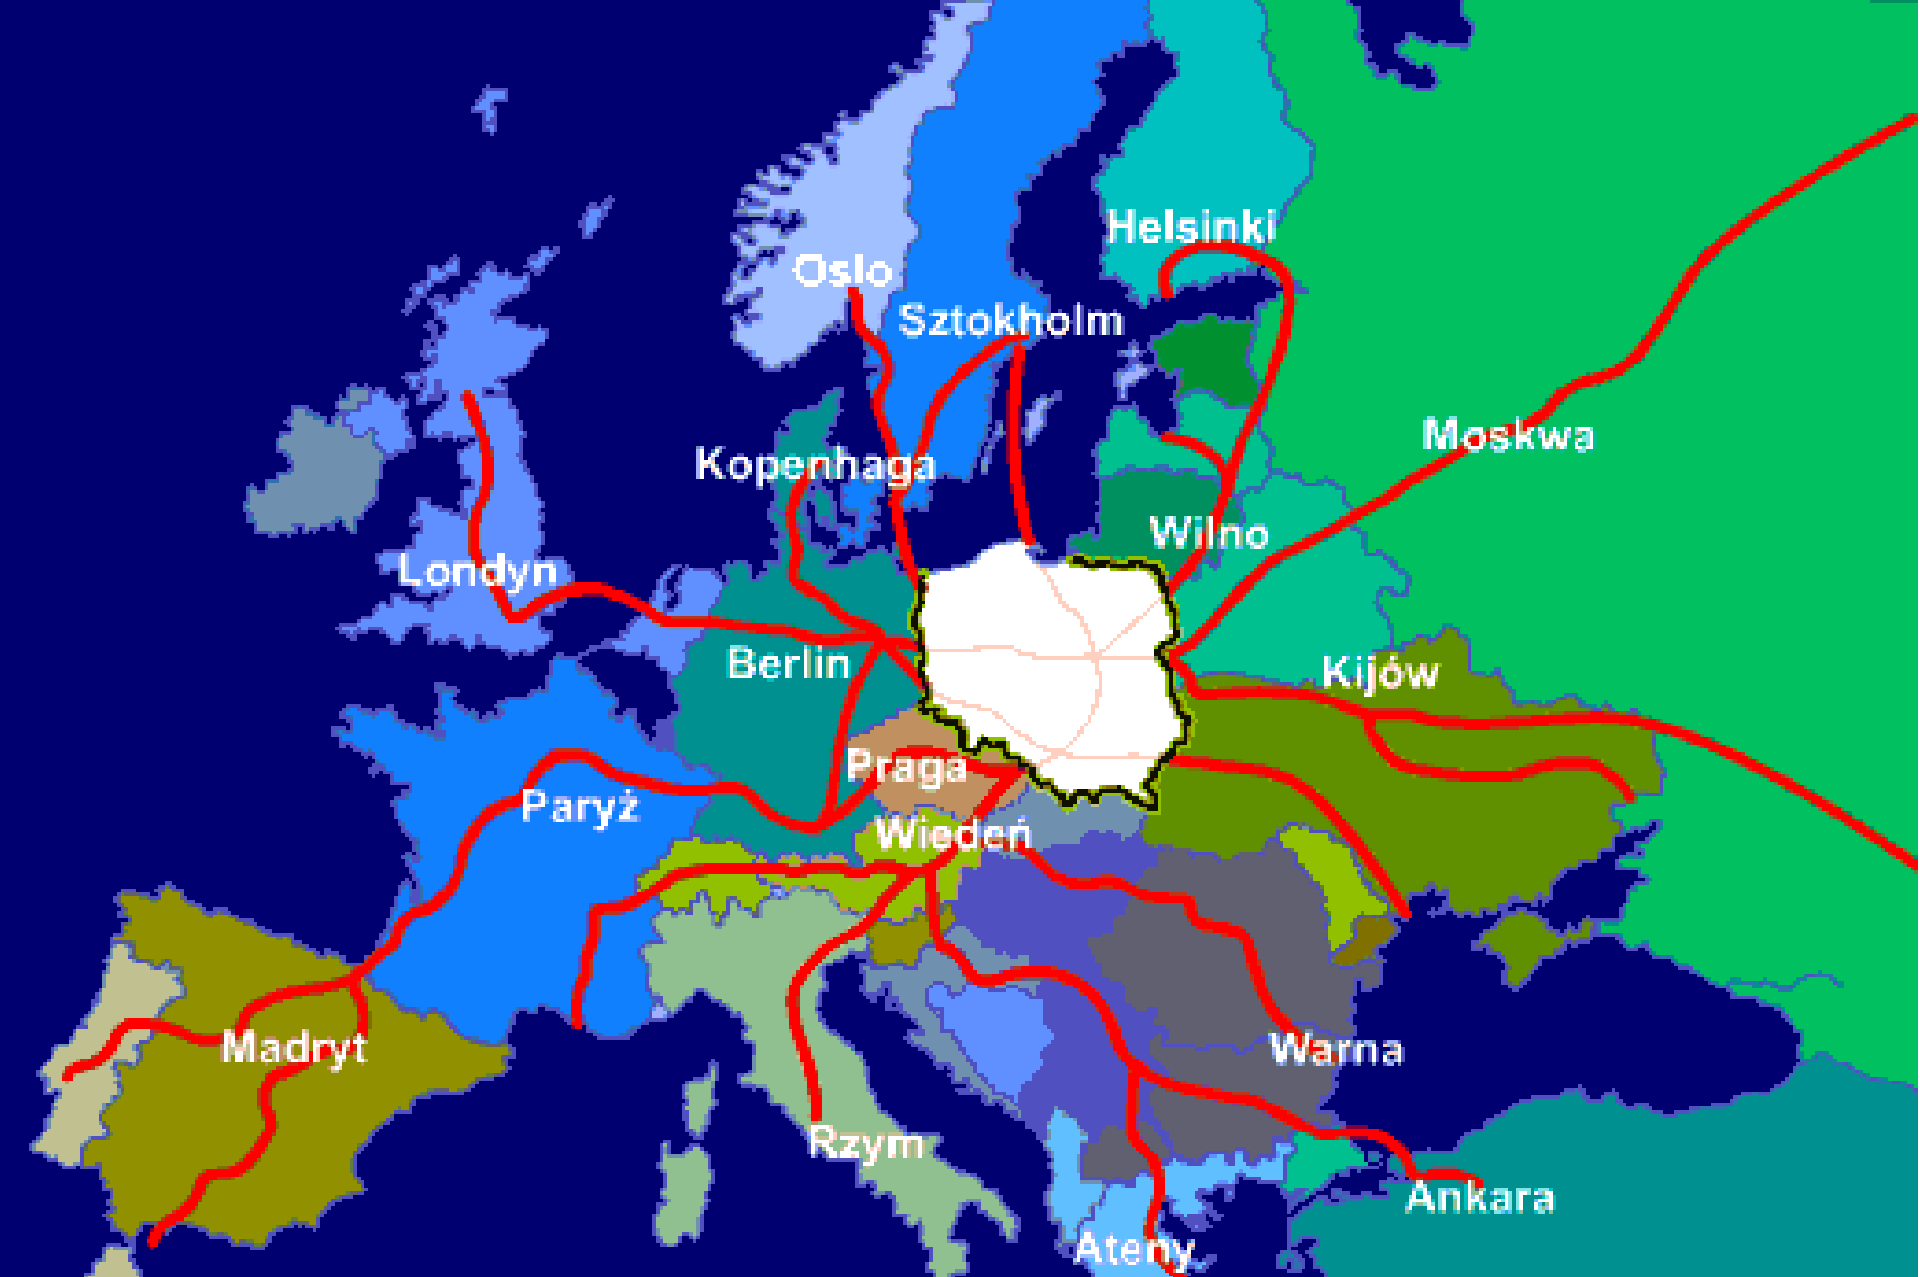 Helsinki
Oslo
Sztokholm
Moskwa
Kopenhaga
Wilno
Londyn
Berlin
Kijów
Praga
Paryż
Wiedeń
Madryt
Warna
Rzym
Ankara
Ateny